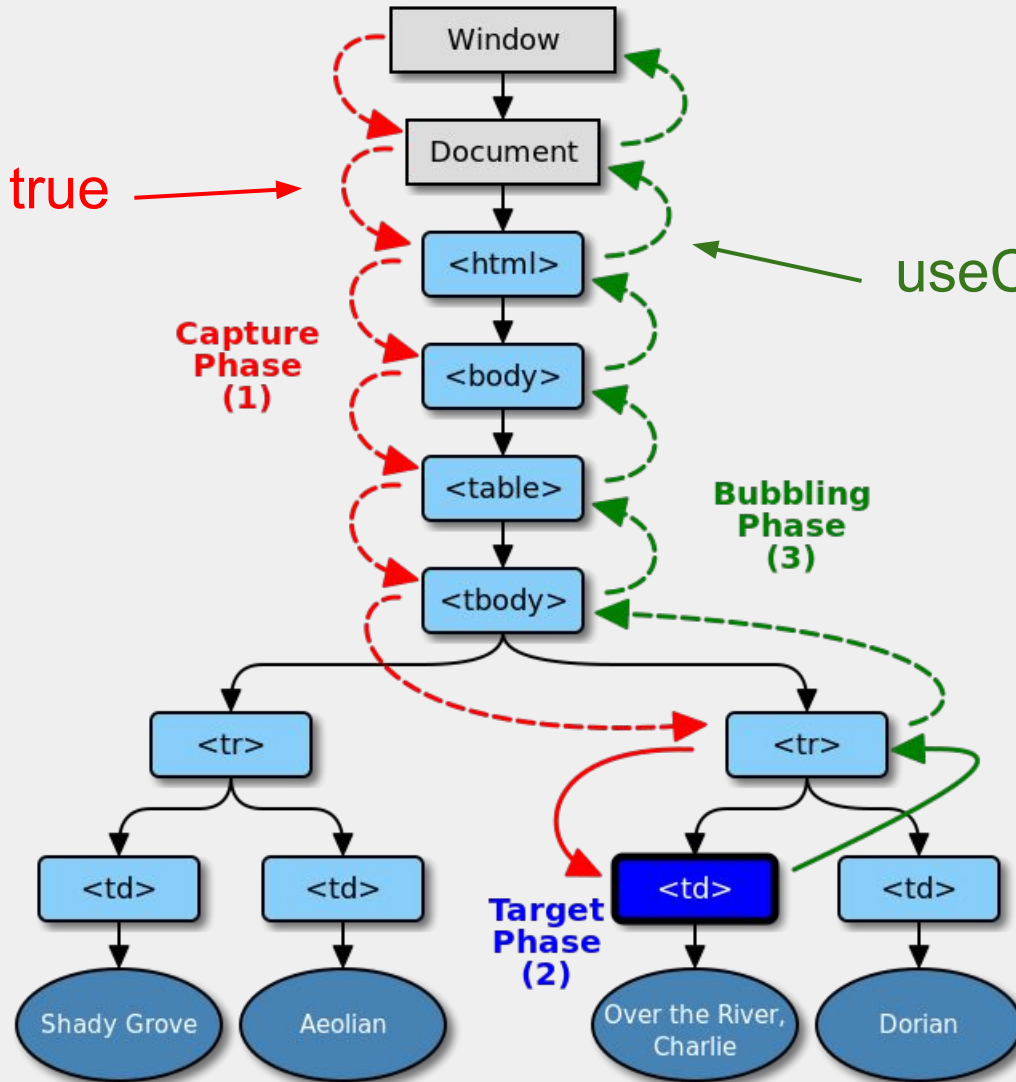 Window
Document
true
<html>
useC
Capture
Phase
(1)
<body>
<table>
Bubbling
Phase
(3)
<tbody>
<tr>
<tr>
<td>
<td>
<td>
<td>
Target
Phase
(2)
Shady Grove
Aeolian
Over the River,
Charlie
Dorian